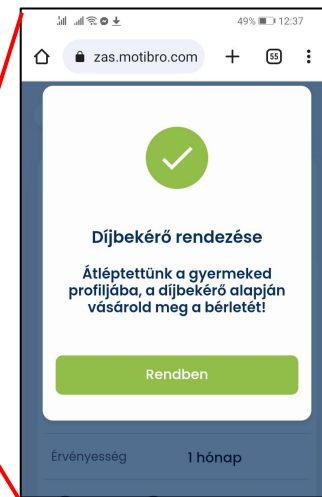 49% 12:37
zas.motibro.com 55
Díjbekérő rendezése
Átléptettünk a gyermeked
profiljába, a díjbekérő alapján
vásárold meg a bérletét!
Rendben
Érvényesség 1 hónap